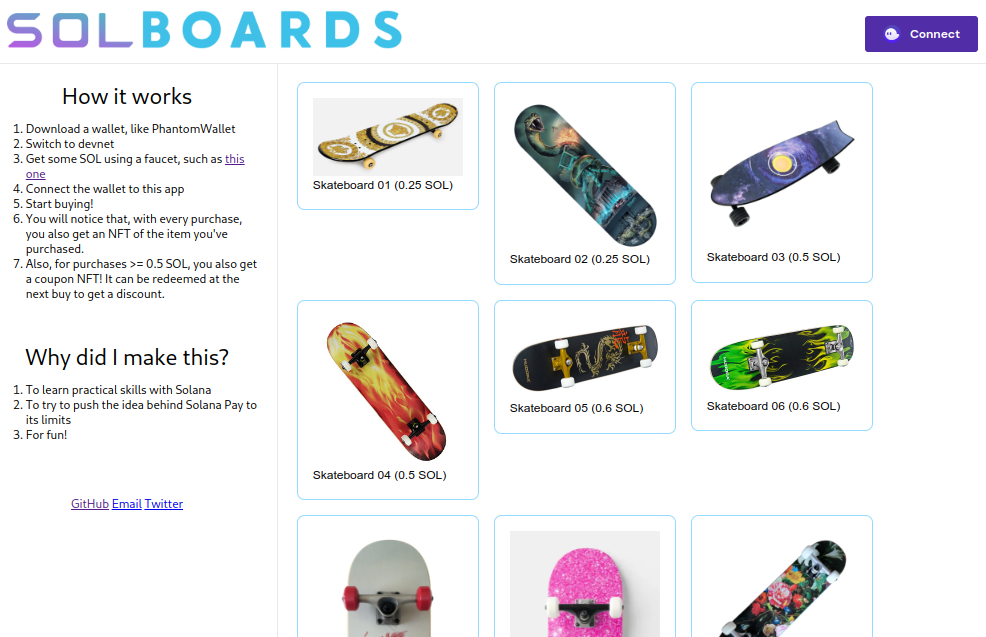 SOLBOARDS
Connect
How it works
1. Download a wallet, like PhantomWallet
2. Switch to devnet
3. Get some SOL using a faucet, such as this
one
4. Connect the wallet to this app
5. Start buying!
6. You will notice that, with every purchase,
you also get an NFT of the item you've
purchased.
7. Also, for purchases >= 0.5 SOL, you also get
a coupon NFT! It can be redeemed at the
next buy to get a discount.
Why did I make this?
1. To learn practical skills with Solana
2. To try to push the idea behind Solana Pay to
its limits
3. For fun!
GitHub Email Twitter
Skateboard 01 (0.25 SOL)
Skateboard 02 (0.25 SOL)
Skateboard 03 (0.5 SOL)
Skateboard 04 (0.5 SOL)
Skateboard 05 (0.6 SOL)
Skateboard 06 (0.6 SOL)